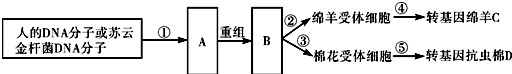 人的DNA分子或苏云
金杆菌DNA分子
①
A
重组
B
②
绵羊受体细胞
④
转基因绵羊C
③
棉花受体细胞
⑤
转基因抗虫棉D